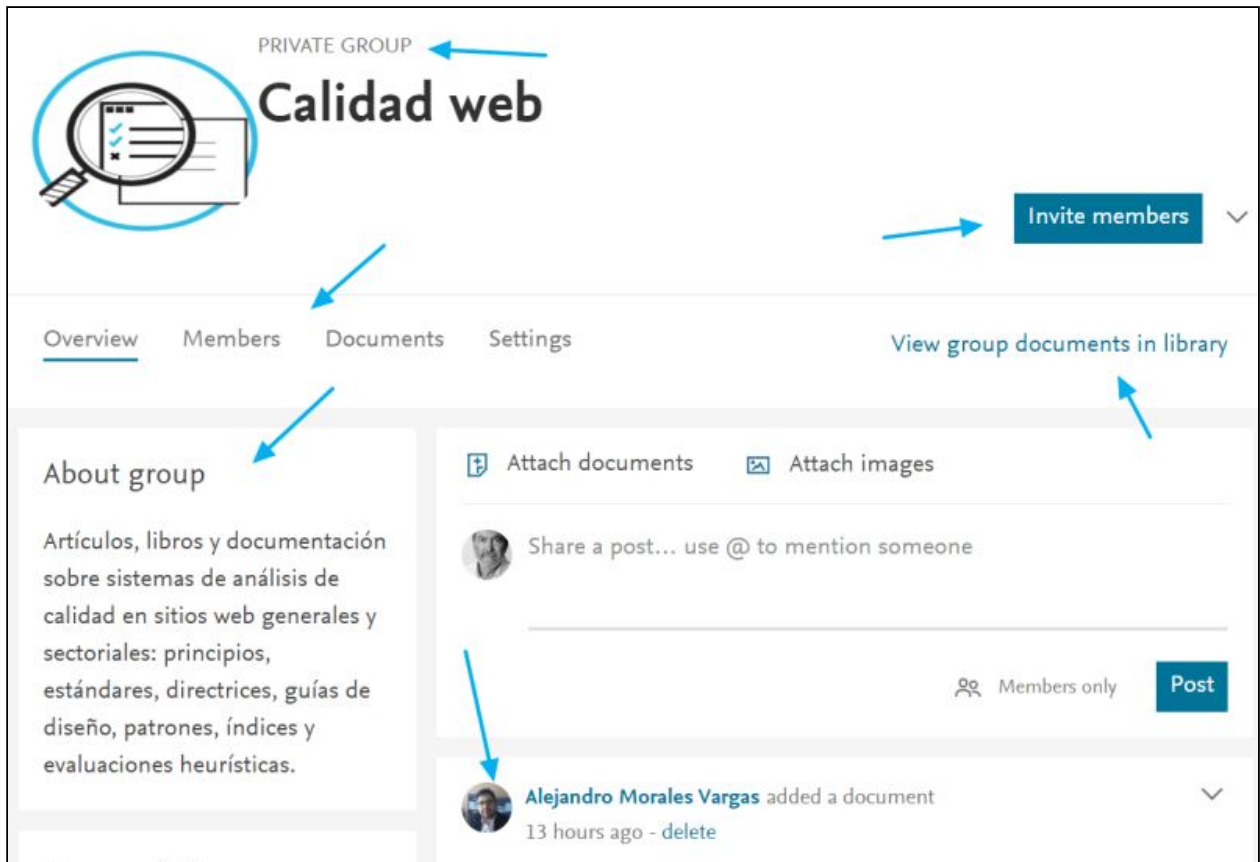 PRIVATE GROUP
Calidad web
Invite members
Overview Members Documents Settings
View group documents in library
About group
Artículos, libros y documentación
sobre sistemas de análisis de
calidad en sitios web generales y
sectoriales: principios,
estándares, directrices, guías de
diseño, patrones, índices y
evaluaciones heurísticas.
Attach documents Attach images
Share a post... use @ to mention someone
Members only Post
Alejandro Morales Vargas added a document
13 hours ago - delete